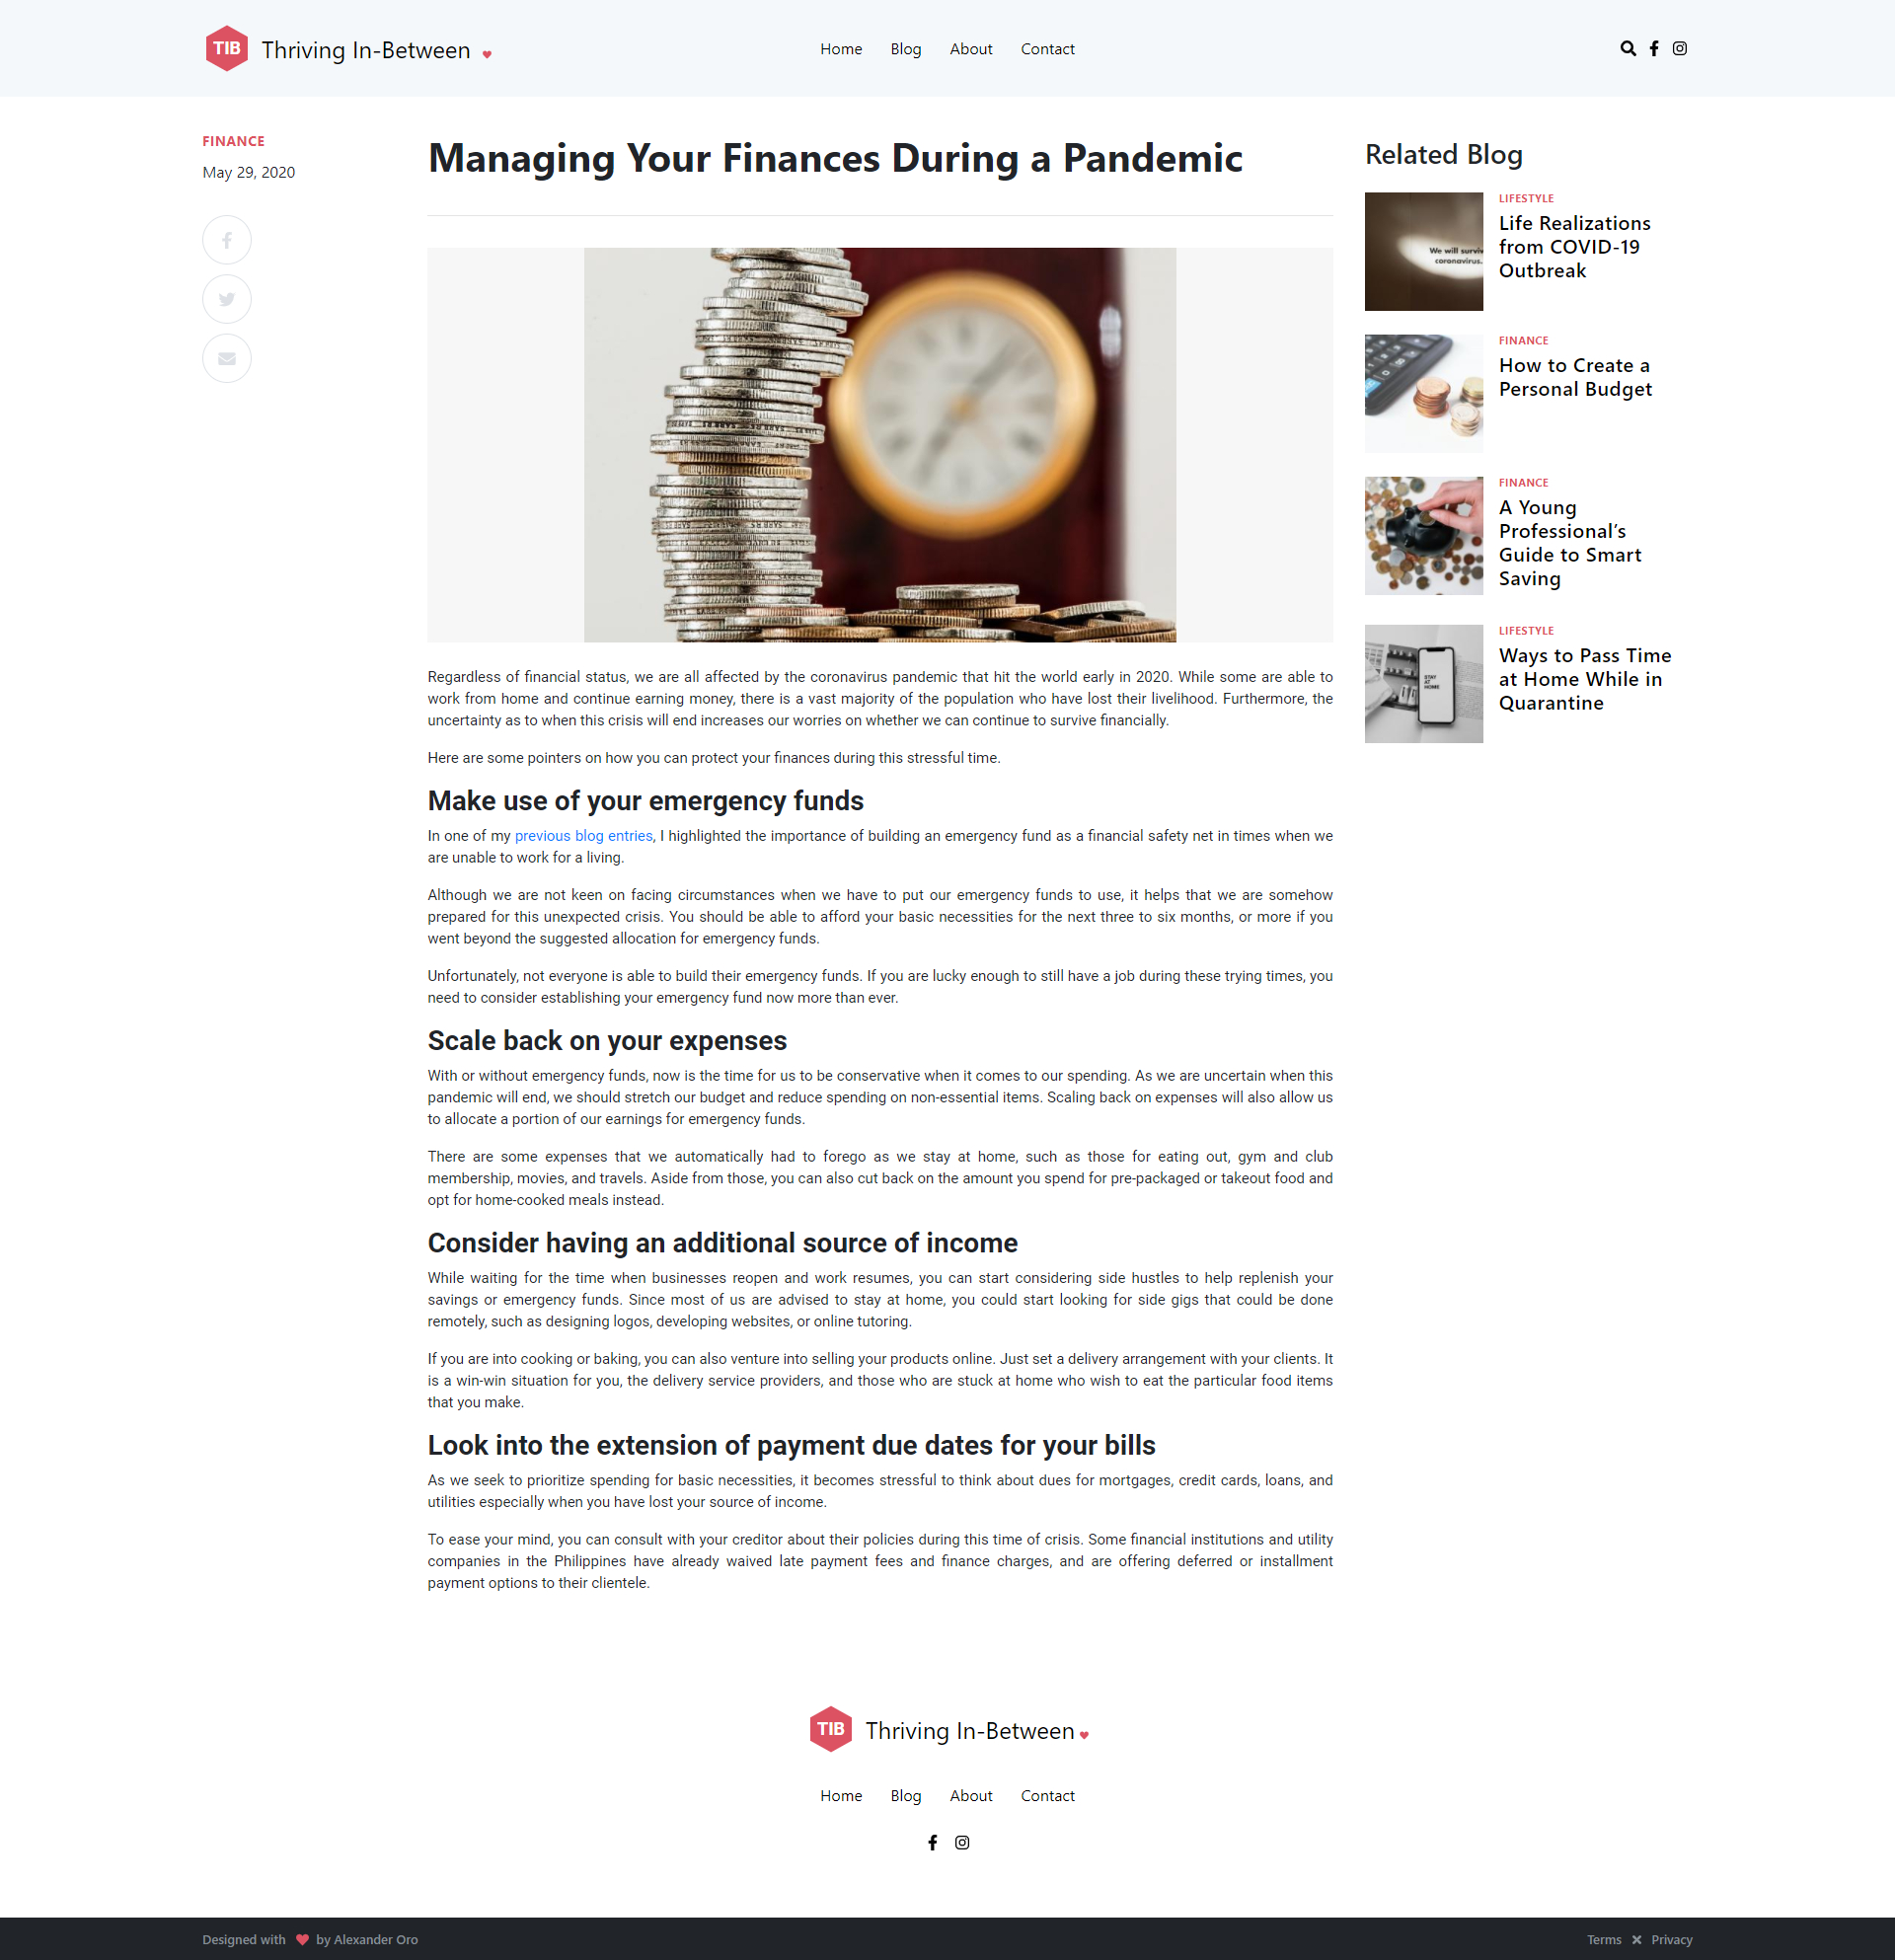 TIB Thriving In-Between
Home Blog About Contact
FINANCE
May 29, 2020
Managing Your Finances During a Pandemic
Regardless of financial status, we are all affected by the coronavirus pandemic that hit the world early in 2020. While some are able to
work from home and continue earning money, there is a vast majority of the population who have lost their livelihood. Furthermore, the
uncertainty as to when this crisis will end increases our worries on whether we can continue to survive financially.
Here are some pointers on how you can protect your finances during this stressful time.
Make use of your emergency funds
In one of my previous blog entries, I highlighted the importance of building an emergency fund as a financial safety net in times when we
are unable to work for a living.
Although we are not keen on facing circumstances when we have to put our emergency funds to use, it helps that we are somehow
prepared for this unexpected crisis. You should be able to afford your basic necessities for the next three to six months, or more if you
went beyond the suggested allocation for emergency funds.
Unfortunately, not everyone is able to build their emergency funds. If you are lucky enough to still have a job during these trying times, you
need to consider establishing your emergency fund now more than ever.
Scale back on your expenses
With or without emergency funds, now is the time for us to be conservative when it comes to our spending. As we are uncertain when this
pandemic will end, we should stretch our budget and reduce spending on non-essential items. Scaling back on expenses will also allow us
to allocate a portion of our earnings for emergency funds.
There are some expenses that we automatically had to forego as we stay at home, such as those for eating out, gym and club
membership, movies, and travels. Aside from those, you can also cut back on the amount you spend for pre-packaged or takeout food and
opt for home-cooked meals instead.
Consider having an additional source of income
While waiting for the time when businesses reopen and work resumes, you can start considering side hustles to help replenish your
savings or emergency funds. Since most of us are advised to stay at home, you could start looking for side gigs that could be done
remotely, such as designing logos, developing websites, or online tutoring.
If you are into cooking or baking, you can also venture into selling your products online. Just set a delivery arrangement with your clients. It
is a win-win situation for you, the delivery service providers, and those who are stuck at home who wish to eat the particular food items
that you make.
Look into the extension of payment due dates for your bills
As we seek to prioritize spending for basic necessities, it becomes stressful to think about dues for mortgages, credit cards, loans, and
utilities especially when you have lost your source of income.
To ease your mind, you can consult with your creditor about their policies during this time of crisis. Some financial institutions and utility
companies in the Philippines have already waived late payment fees and finance charges, and are offering deferred or installment
payment options to their clientele.
Related Blog
We will surviv
coronavirus.
LIFESTYLE
Life Realizations
from COVID-19
Outbreak
FINANCE
How to Create a
Personal Budget
FINANCE
A Young
Professional's
Guide to Smart
Saving
STAY
AT
HOME
LIFESTYLE
Ways to Pass Time
at Home While in
Quarantine
TIB Thriving In-Between
Home Blog About Contact
Designed with by Alexander Oro
Terms Privacy